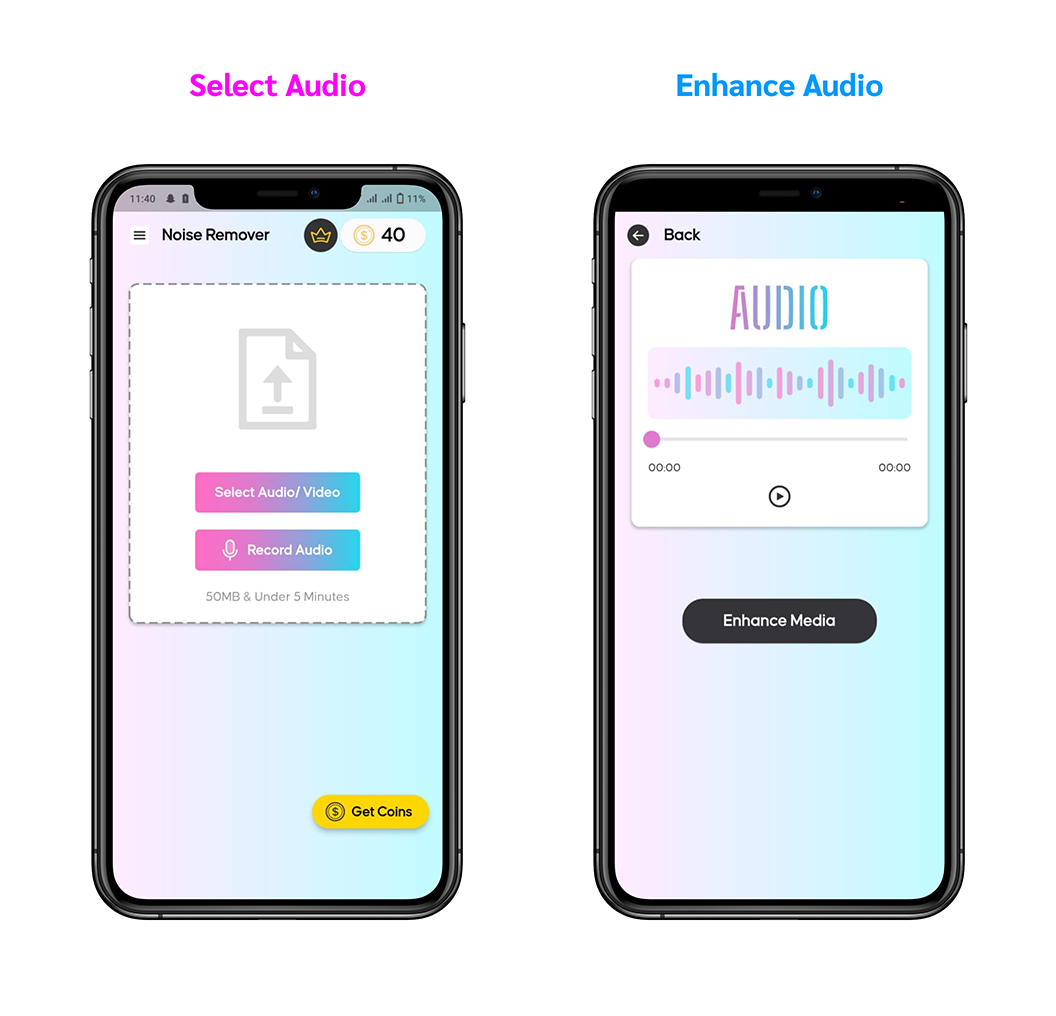 Select Audio
Enhance Audio
11:40
11%
Noise Remover
40
Select Audio/ Video
Record Audio
50MB & Under 5 Minutes
Get Coins
Back
AUDIO
00:00
00:00
Enhance Media